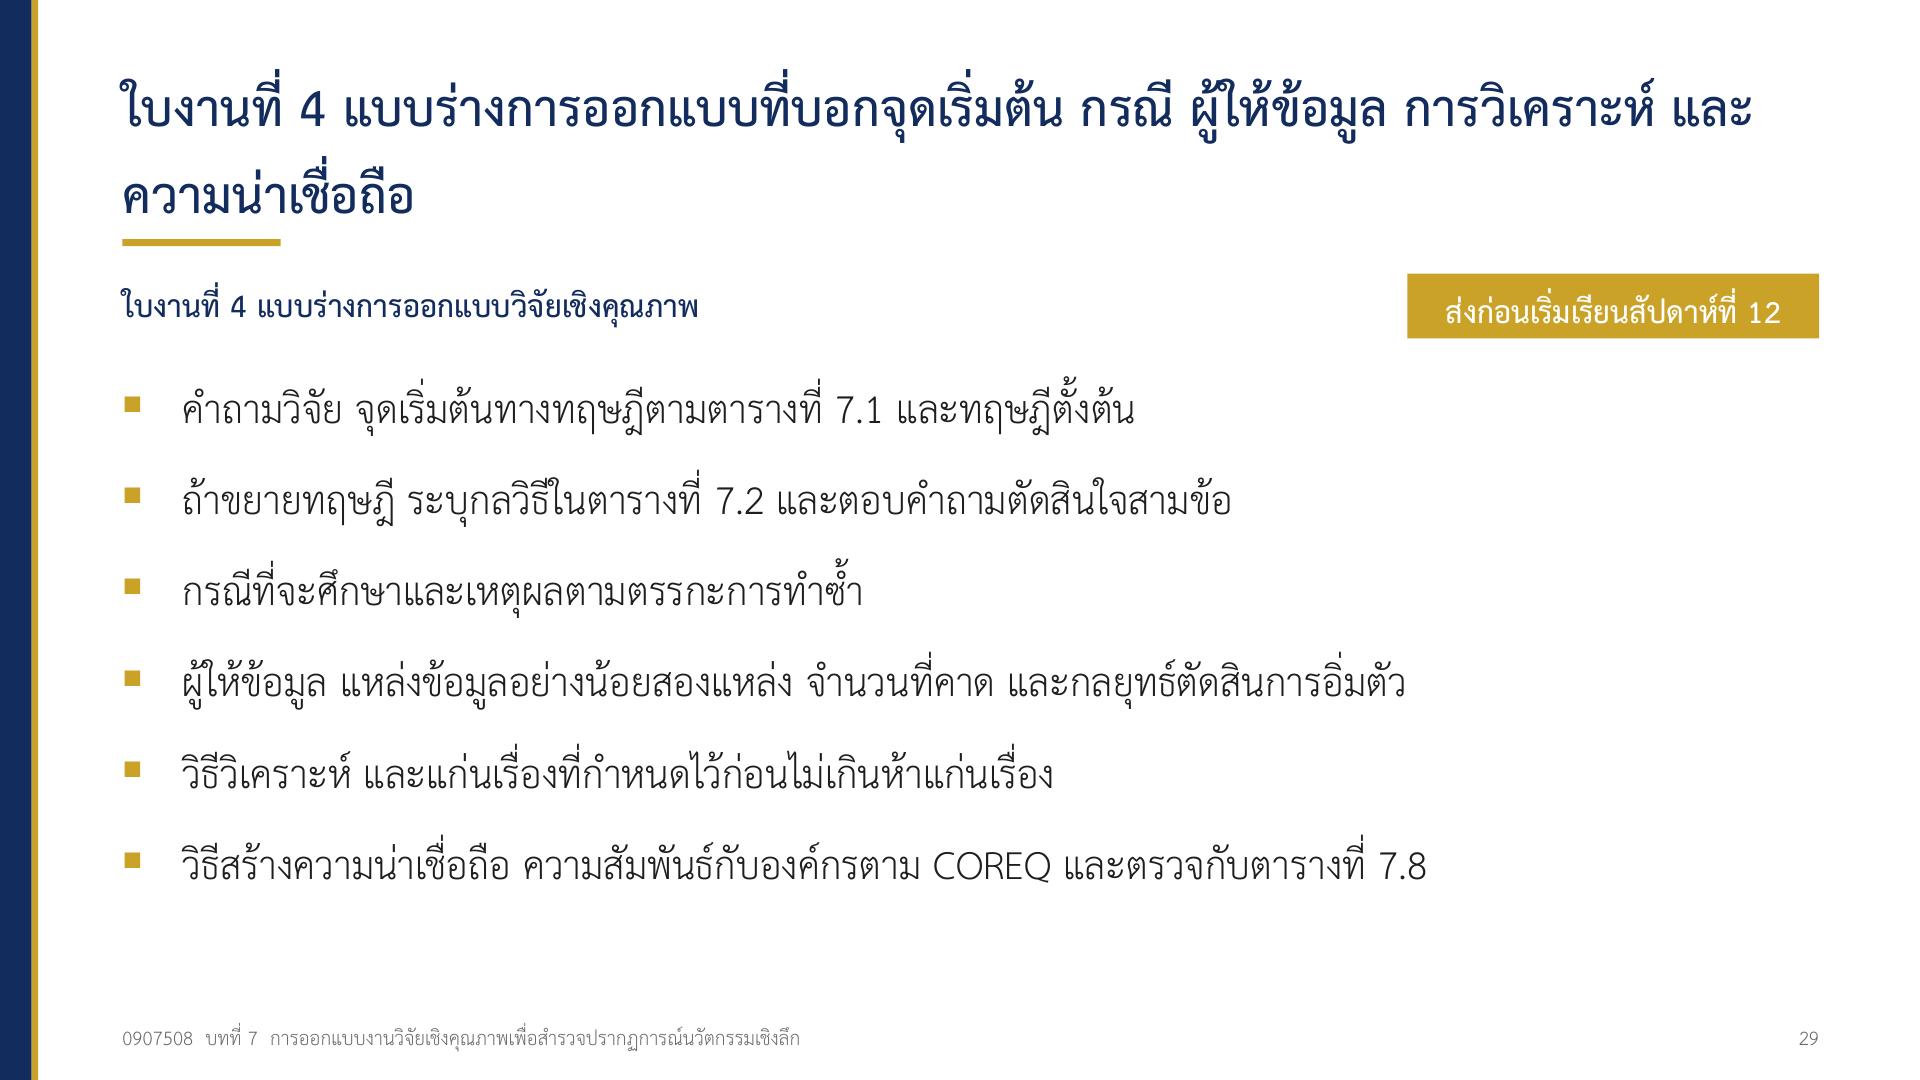 ใบงานที่ 4 แบบร่างการออกแบบที่บอกจุดเริ่มต้น กรณี ผู้ให้ข้อมูล การวิเคราะห์ และ
ความน่าเชื่อถือ
ใบงานที่ 4 แบบร่างการออกแบบวิจัยเชิงคุณภาพ
ส่งก่อนเริ่มเรียนสัปดาห์ที่ 12
▪ คำถามวิจัย จุดเริ่มต้นทางทฤษฎีตามตารางที่ 7.1 และทฤษฎีตั้งต้น
▪ ถ้าขยายทฤษฎี ระบุกลวิธีในตารางที่ 7.2 และตอบคำถามตัดสินใจสามข้อ
▪ กรณีที่จะศึกษาและเหตุผลตามตรรกะการทำซ้ำ
▪ ผู้ให้ข้อมูล แหล่งข้อมูลอย่างน้อยสองแหล่ง จำนวนที่คาด และกลยุทธ์ตัดสินการอิ่มตัว
▪ วิธีวิเคราะห์ และแก่นเรื่องที่กำหนดไว้ก่อนไม่เกินห้าแก่นเรื่อง
▪ วิธีสร้างความน่าเชื่อถือ ความสัมพันธ์กับองค์กรตาม COREQ และตรวจกับตารางที่ 7.8
0907508 บทที่ 7 การออกแบบงานวิจัยเชิงคุณภาพเพื่อสำรวจปรากฏการณ์นวัตกรรมเชิงลึก
29